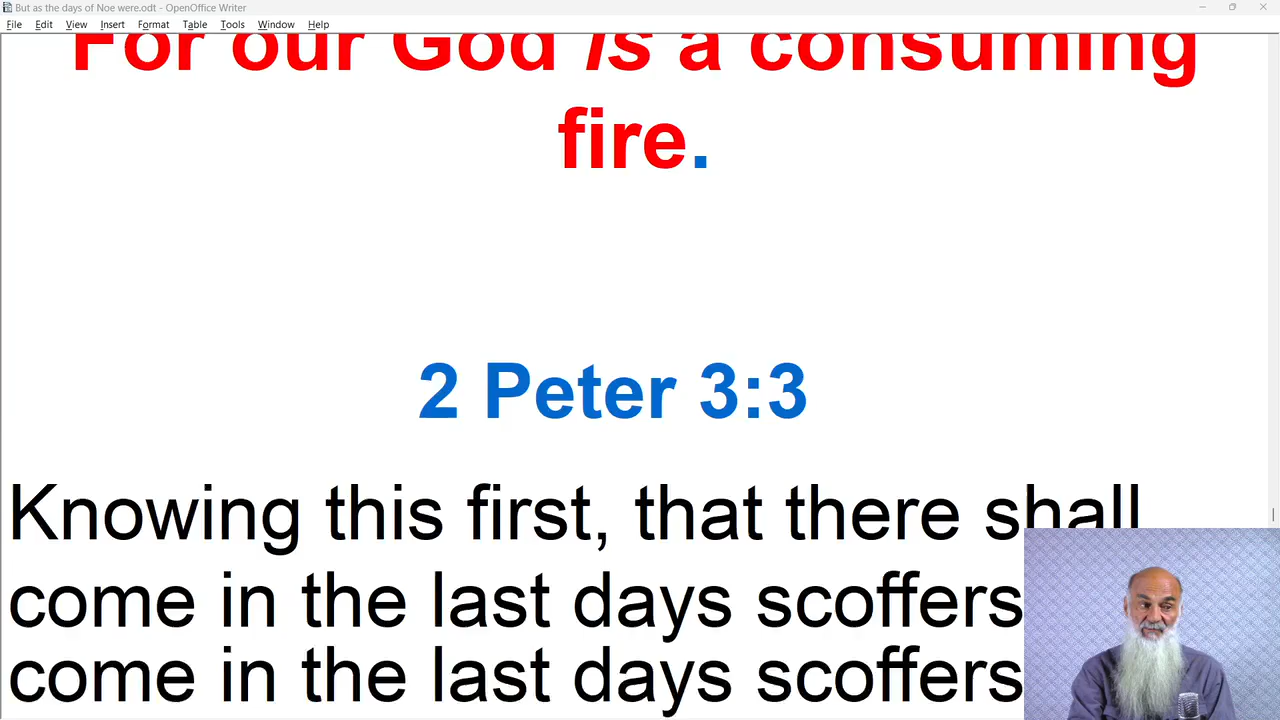 But as the days of Noe were.odt - OpenOffice Writer
File Edit View Insert Format Table Tools Window Help
For our God is a consuming
fire.
2 Peter 3:3
Knowing this first, that there shall
come in the last days scoffers
come in the last days scoffers